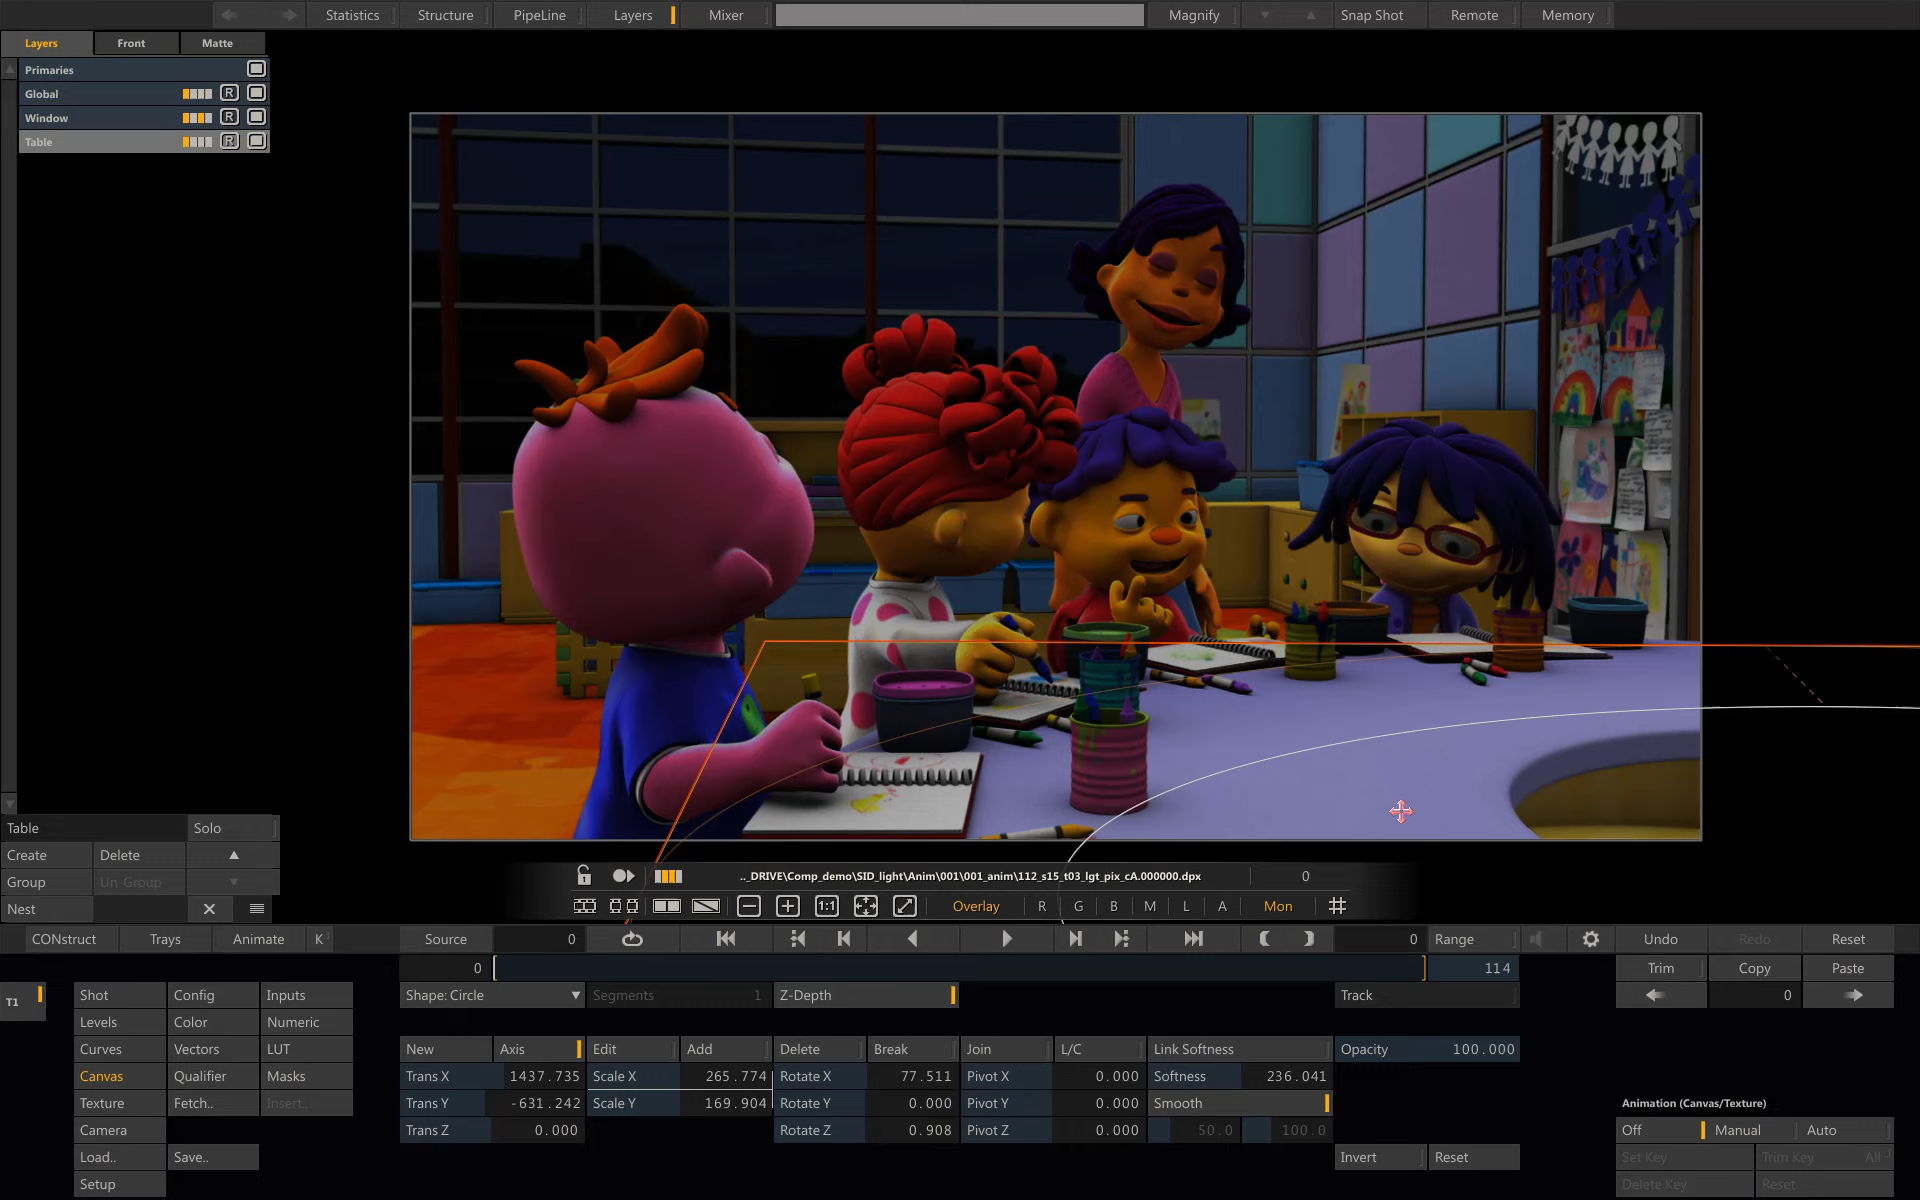 Statistics Structure PipeLine Layers Mixer Magnify Snap Shot Remote Memory
Layers Front Matte
Primaries
Global R
Window R
Table R
Table Solo
Create Delete
Group Un-Group
Nest
.._DRIVE\Comp_demo\SID_light\Anim\001\001_anim\112_s15_t03_lgt_pix_cA.000000.dpx 0
1:1 Overlay R G B M L A Mon
CONstruct Trays Animate K Source 0 0 Range Undo Redo Reset
0 114 Trim Copy Paste
T1 Shot Config Inputs Shape: Circle Segments 1 Z-Depth Track 0
Levels Color Numeric
Curves Vectors LUT New Axis Edit Add Delete Break Join L/C Link Softness Opacity 100.000
Canvas Qualifier Masks Trans X 1437.735 Scale X 265.774 Rotate X 77.511 Pivot X 0.000 Softness 236.041
Texture Fetch.. Insert.. Trans Y -631.242 Scale Y 169.904 Rotate Y 0.000 Pivot Y 0.000 Smooth Animation (Canvas/Texture)
Camera Trans Z 0.000 Rotate Z 0.908 Pivot Z 0.000 50.0 100.0 Off Manual Auto
Load.. Save.. Invert Reset Set Key Trim Key All
Setup Delete Key Reset